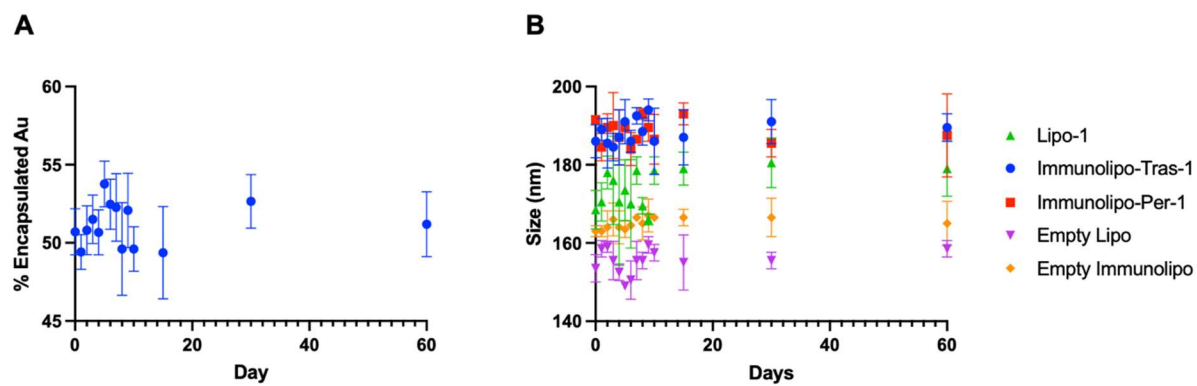 A
B
% Encapsulated Au
60
55
50
45
0
20
40
60
Day
Size (nm)
200
180
160
140
0
20
40
60
Days
Lipo-1
Immunolipo-Tras-1
Immunolipo-Per-1
Empty Lipo
Empty Immunolipo